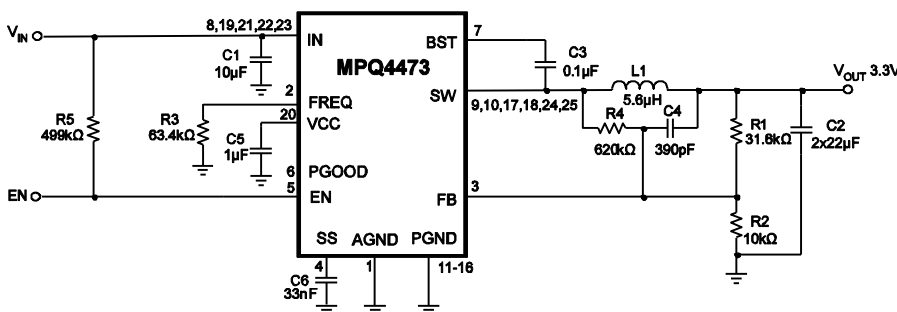 8,19,21,22,23
7
V_IN
IN
BST
C3
0.1µF
C1
10µF
MPQ4473
V_OUT 3.3V
L1
5.6µH
2
FREQ
SW
9,10,17,18,24,25
R3
63.4kΩ
20
VCC
R4
620kΩ
C4
390pF
R5
499kΩ
R1
31.6kΩ
C2
2x22µF
C5
1µF
6
PGOOD
5
EN
EN
FB
3
R2
10kΩ
SS
AGND
PGND
4
1
11-16
C6
33nF